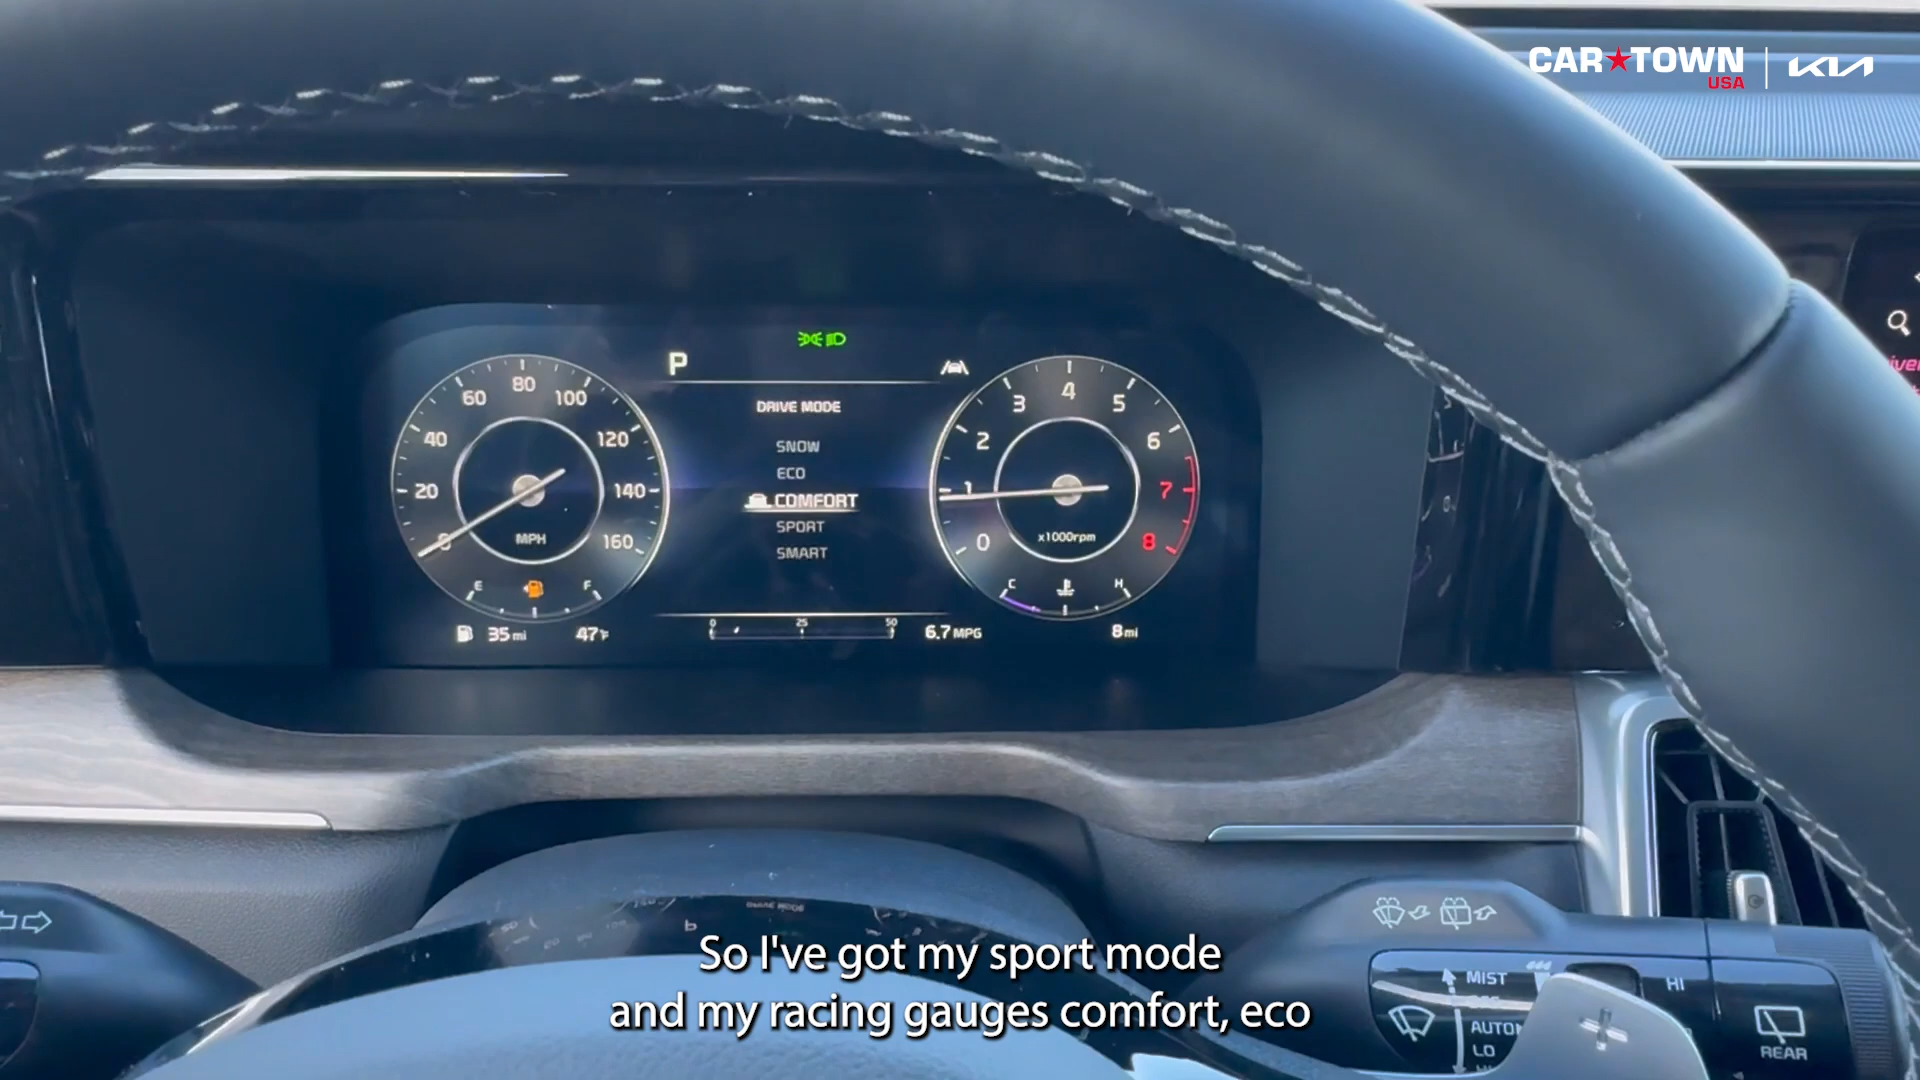 CAR★TOWN
USA
KIA
P
DRIVE MODE
SNOW
ECO
COMFORT
SPORT
SMART
0
20
40
60
80
100
120
140
160
MPH
E
F
35 mi
47°F
0
25
50
6.7 MPG
0
1
2
3
4
5
6
7
8
x1000rpm
C
H
8 mi
MIST
AUTO
LO
HI
REAR
So I've got my sport mode
and my racing gauges comfort, eco